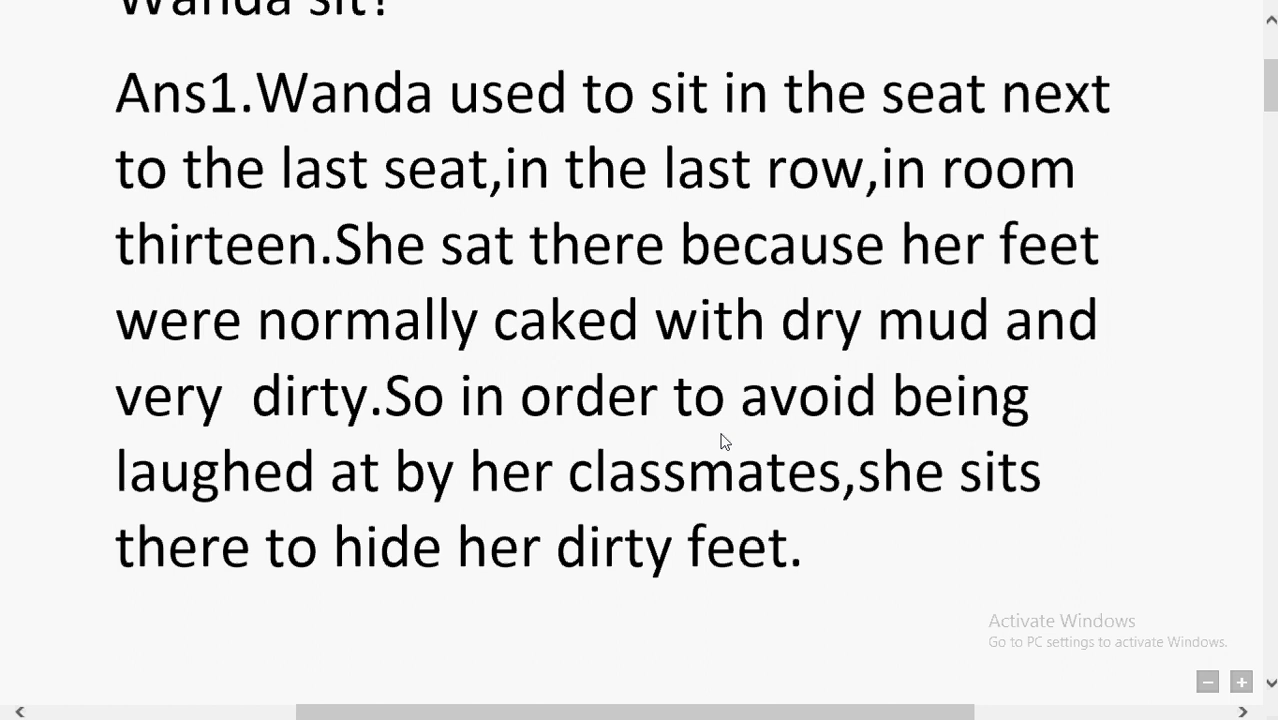 Wanda sit?
Ans1.Wanda used to sit in the seat next
to the last seat,in the last row,in room
thirteen.She sat there because her feet
were normally caked with dry mud and
very  dirty.So in order to avoid being
laughed at by her classmates,she sits
there to hide her dirty feet.
Activate Windows
Go to PC settings to activate Windows.